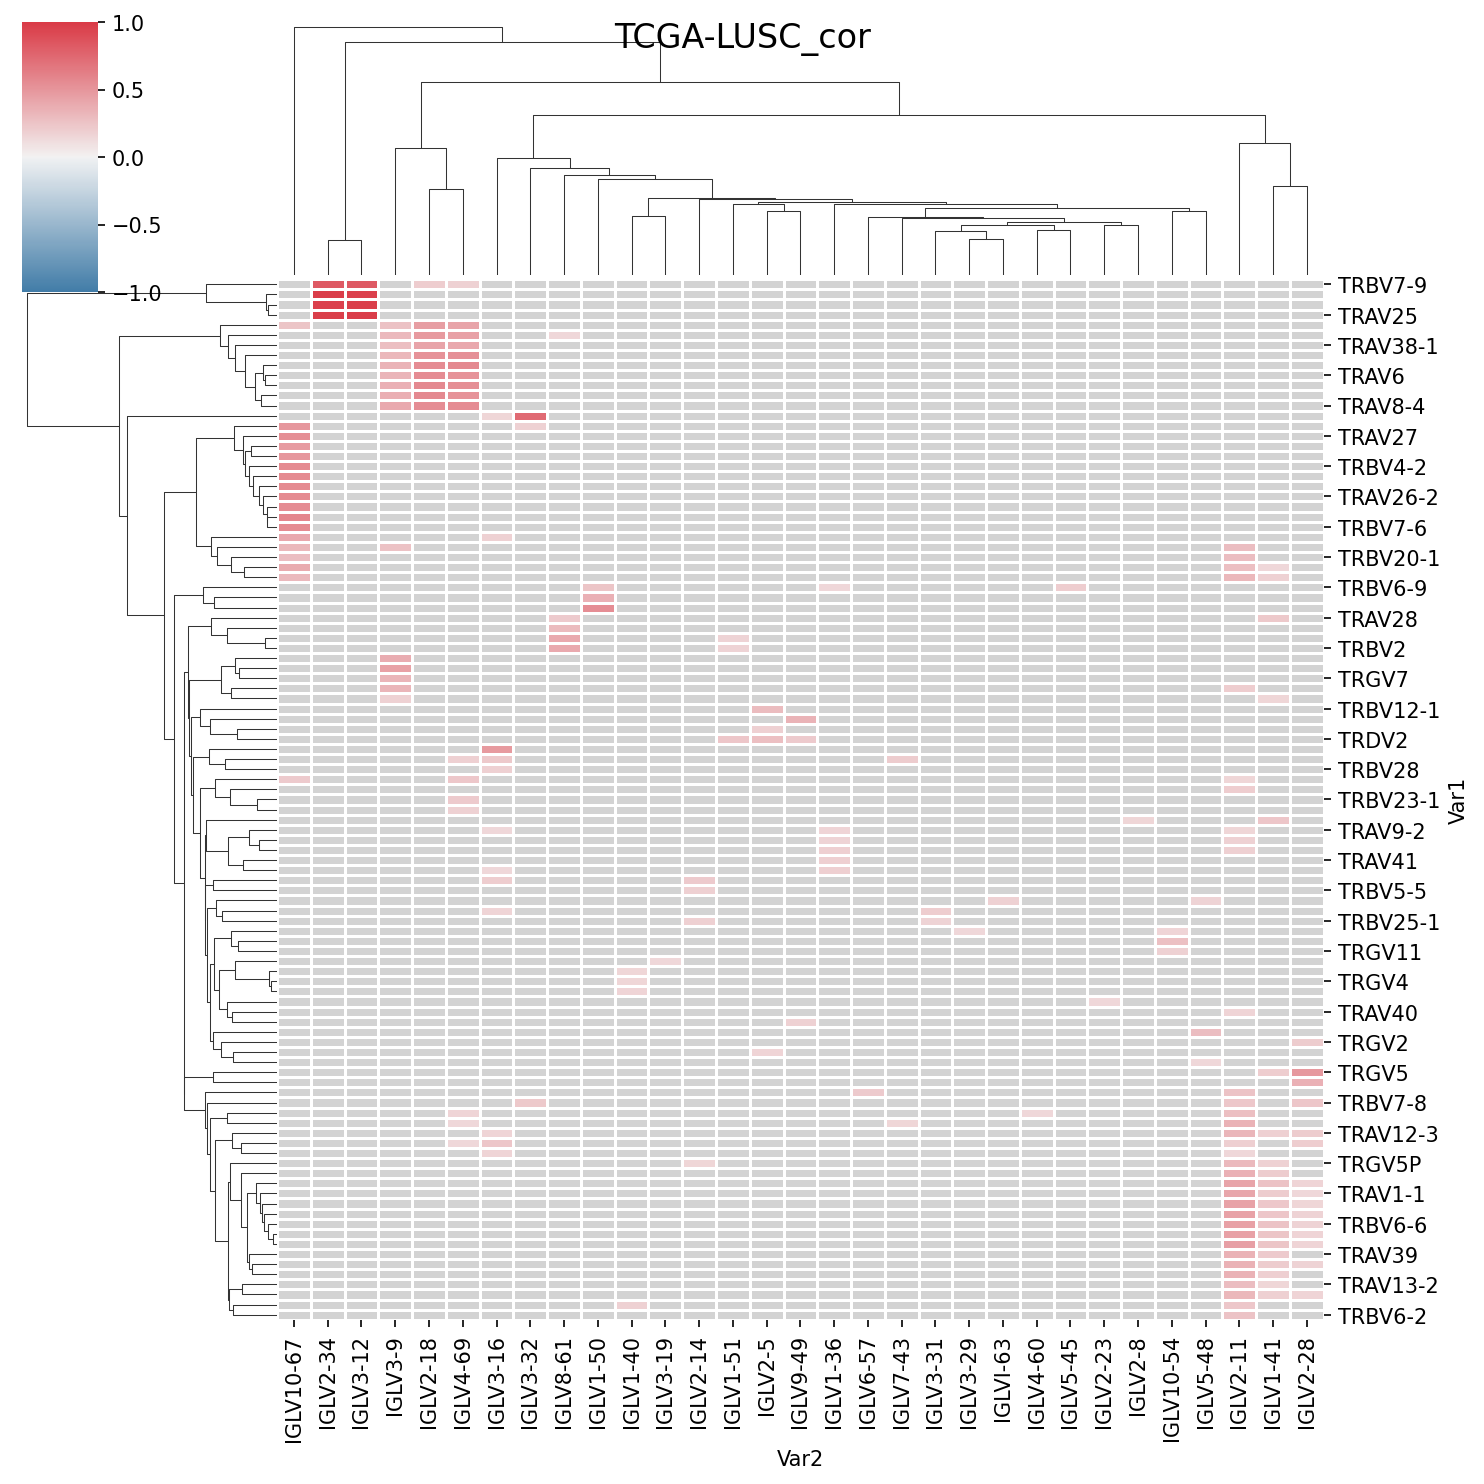 TCGA-LUSC_cor
1.0
0.5
0.0
−0.5
−1.0
TRBV7-9
TRAV25
TRAV38-1
TRAV6
TRAV8-4
TRAV27
TRBV4-2
TRAV26-2
TRBV7-6
TRBV20-1
TRBV6-9
TRAV28
TRBV2
TRGV7
TRBV12-1
TRDV2
TRBV28
TRBV23-1
TRAV9-2
TRAV41
TRBV5-5
TRBV25-1
TRGV11
TRGV4
TRAV40
TRGV2
TRGV5
TRBV7-8
TRAV12-3
TRGV5P
TRAV1-1
TRBV6-6
TRAV39
TRAV13-2
TRBV6-2
Var1
IGLV10-67
IGLV2-34
IGLV3-12
IGLV3-9
IGLV2-18
IGLV4-69
IGLV3-16
IGLV3-32
IGLV8-61
IGLV1-50
IGLV1-40
IGLV3-19
IGLV2-14
IGLV1-51
IGLV2-5
IGLV9-49
IGLV1-36
IGLV6-57
IGLV7-43
IGLV3-31
IGLV3-29
IGLVI-63
IGLV4-60
IGLV5-45
IGLV2-23
IGLV2-8
IGLV10-54
IGLV5-48
IGLV2-11
IGLV1-41
IGLV2-28
Var2